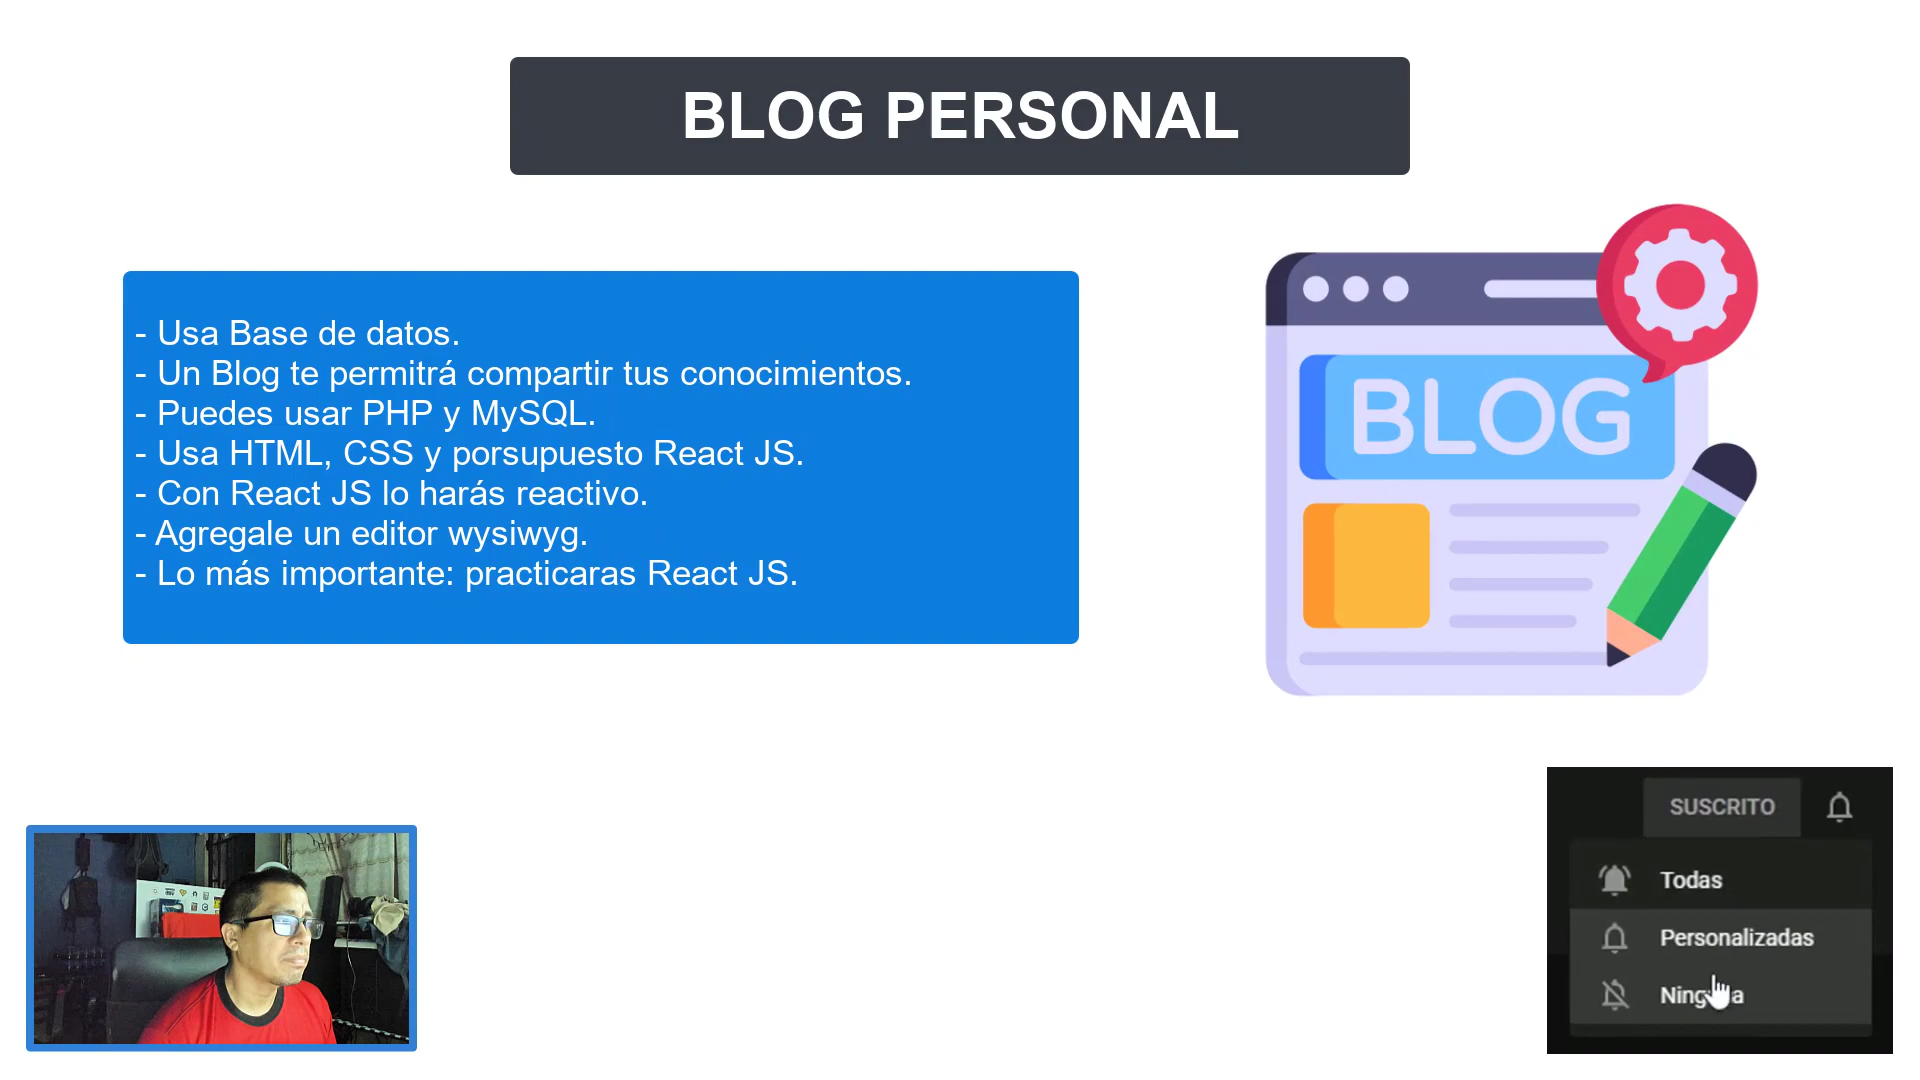 BLOG PERSONAL
- Usa Base de datos.
- Un Blog te permitrá compartir tus conocimientos.
- Puedes usar PHP y MySQL.
- Usa HTML, CSS y porsupuesto React JS.
- Con React JS lo harás reactivo.
- Agregale un editor wysiwyg.
- Lo más importante: practicaras React JS.
BLOG
SUSCRITO
Todas
Personalizadas